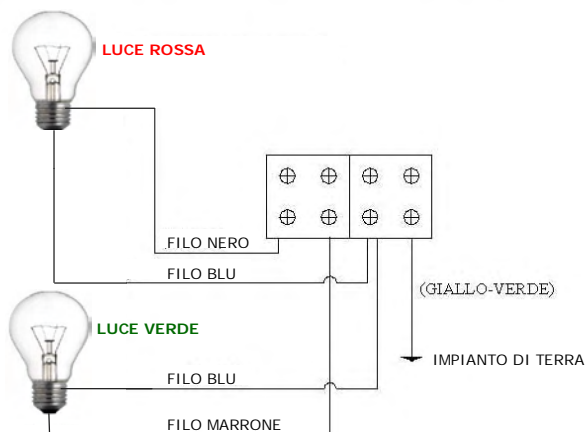 LUCE ROSSA
FILO NERO
FILO BLU
(GIALLO-VERDE)
LUCE VERDE
IMPIANTO DI TERRA
FILO BLU
FILO MARRONE